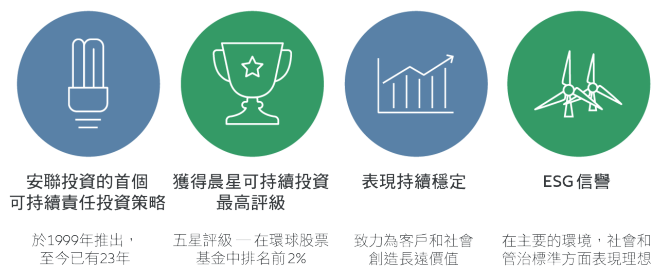 安聯投資的首個
可持續責任投資策略
於1999年推出，
至今已有23年
獲得晨星可持續投資
最高評級
五星評級 — 在環球股票
基金中排名前2%
表現持續穩定
致力為客戶和社會
創造長遠價值
ESG信譽
在主要的環境，社會和
管治標準方面表現理想